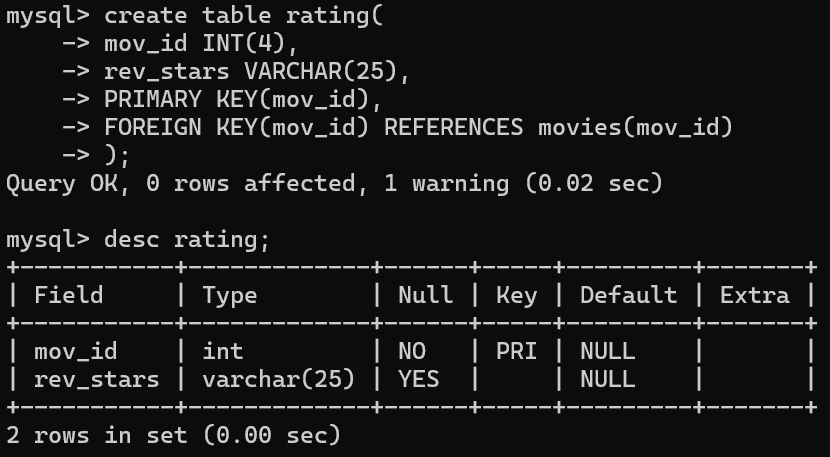 mysql> create table rating(
    -> mov_id INT(4),
    -> rev_stars VARCHAR(25),
    -> PRIMARY KEY(mov_id),
    -> FOREIGN KEY(mov_id) REFERENCES movies(mov_id)
    -> );
Query OK, 0 rows affected, 1 warning (0.02 sec)

mysql> desc rating;
+-----------+-------------+------+-----+---------+-------+
| Field     | Type        | Null | Key | Default | Extra |
+-----------+-------------+------+-----+---------+-------+
| mov_id    | int         | NO   | PRI | NULL    |       |
| rev_stars | varchar(25) | YES  |     | NULL    |       |
+-----------+-------------+------+-----+---------+-------+
2 rows in set (0.00 sec)